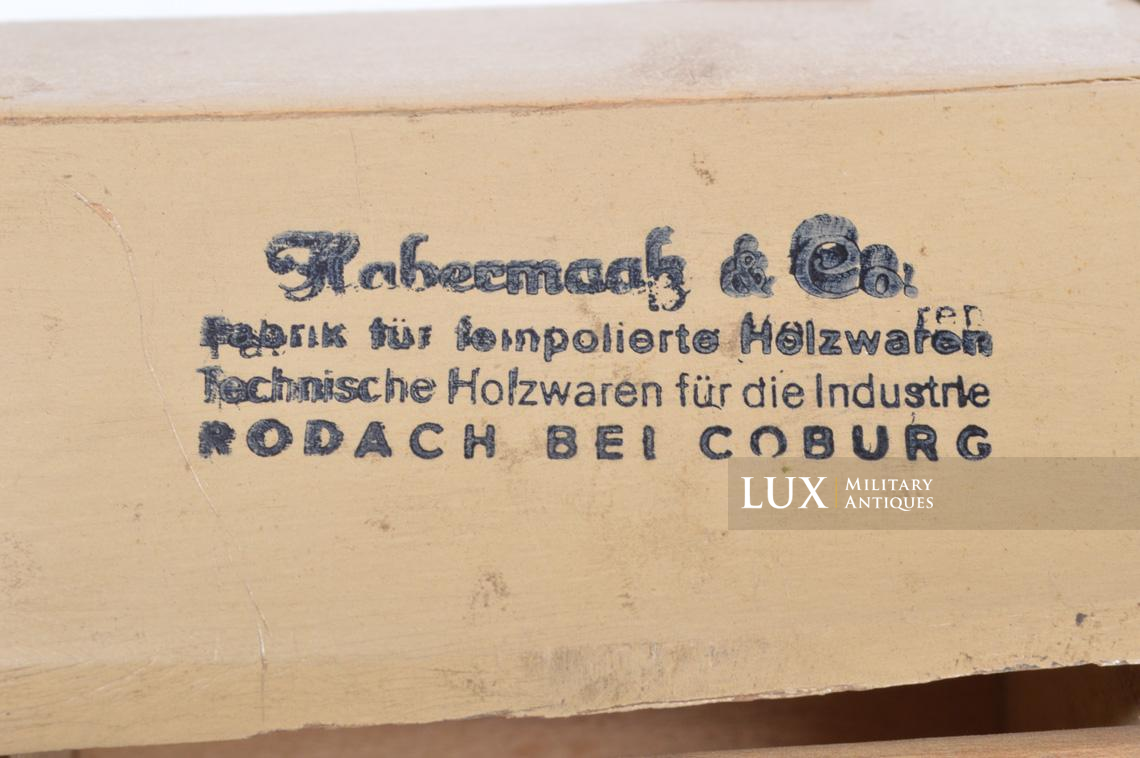 Habermaaß & Co.
Fabrik für feinpolierte Holzwaren
Technische Holzwaren für die Industrie
RODACH BEI COBURG
LUX MILITARY ANTIQUES